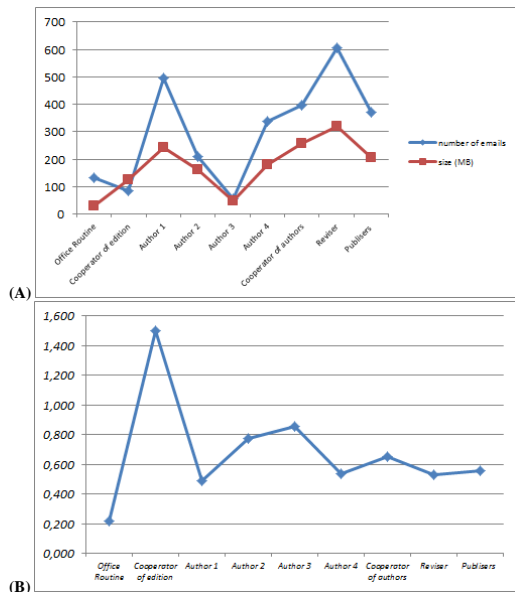 700
600
500
400
300
200
100
0
Office Routine
Cooperator of edition
Author 1
Author 2
Author 3
Author 4
Cooperator of authors
Reviser
Publisers
number of emails
size (MB)
(A)
1,600
1,400
1,200
1,000
0,800
0,600
0,400
0,200
0,000
Office
Routine
Cooperator
of edition
Author 1
Author 2
Author 3
Author 4
Cooperator
of authors
Reviser
Publisers
(B)